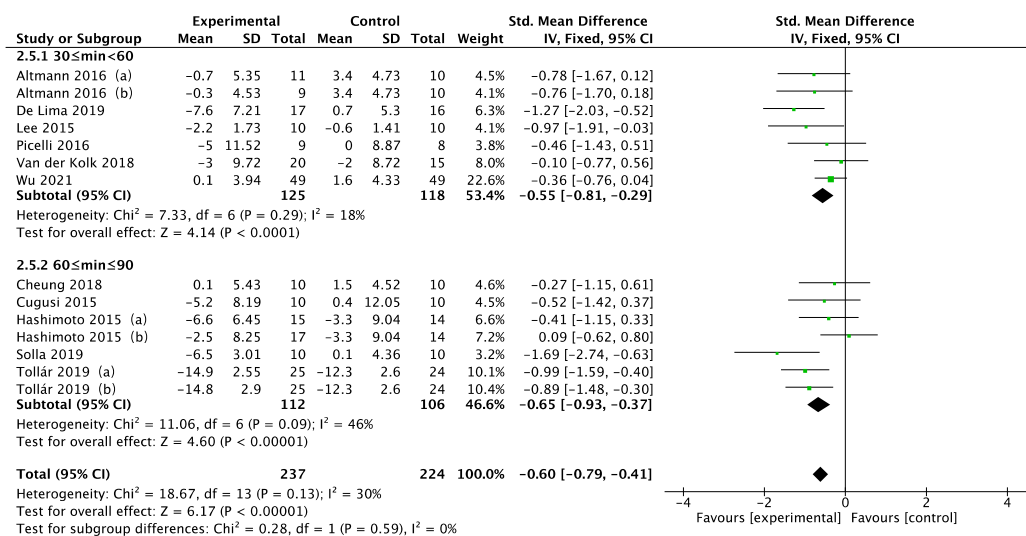 Experimental Control Std. Mean Difference Std. Mean Difference
Study or Subgroup Mean SD Total Mean SD Total Weight IV, Fixed, 95% CI IV, Fixed, 95% CI
2.5.1 30≤min<60
Altmann 2016 (a) −0.7 5.35 11 3.4 4.73 10 4.5% −0.78 [−1.67, 0.12]
Altmann 2016 (b) −0.3 4.53 9 3.4 4.73 10 4.1% −0.76 [−1.70, 0.18]
De Lima 2019 −7.6 7.21 17 0.7 5.3 16 6.3% −1.27 [−2.03, −0.52]
Lee 2015 −2.2 1.73 10 −0.6 1.41 10 4.1% −0.97 [−1.91, −0.03]
Picelli 2016 −5 11.52 9 0 8.87 8 3.8% −0.46 [−1.43, 0.51]
Van der Kolk 2018 −3 9.72 20 −2 8.72 15 8.0% −0.10 [−0.77, 0.56]
Wu 2021 0.1 3.94 49 1.6 4.33 49 22.6% −0.36 [−0.76, 0.04]
Subtotal (95% CI) 125 118 53.4% −0.55 [−0.81, −0.29]
Heterogeneity: Chi² = 7.33, df = 6 (P = 0.29); I² = 18%
Test for overall effect: Z = 4.14 (P < 0.0001)
2.5.2 60≤min≤90
Cheung 2018 0.1 5.43 10 1.5 4.52 10 4.6% −0.27 [−1.15, 0.61]
Cugusi 2015 −5.2 8.19 10 0.4 12.05 10 4.5% −0.52 [−1.42, 0.37]
Hashimoto 2015 (a) −6.6 6.45 15 −3.3 9.04 14 6.6% −0.41 [−1.15, 0.33]
Hashimoto 2015 (b) −2.5 8.25 17 −3.3 9.04 14 7.2% 0.09 [−0.62, 0.80]
Solla 2019 −6.5 3.01 10 0.1 4.36 10 3.2% −1.69 [−2.74, −0.63]
Tollár 2019 (a) −14.9 2.55 25 −12.3 2.6 24 10.1% −0.99 [−1.59, −0.40]
Tollár 2019 (b) −14.8 2.9 25 −12.3 2.6 24 10.4% −0.89 [−1.48, −0.30]
Subtotal (95% CI) 112 106 46.6% −0.65 [−0.93, −0.37]
Heterogeneity: Chi² = 11.06, df = 6 (P = 0.09); I² = 46%
Test for overall effect: Z = 4.60 (P < 0.00001)
Total (95% CI) 237 224 100.0% −0.60 [−0.79, −0.41]
Heterogeneity: Chi² = 18.67, df = 13 (P = 0.13); I² = 30%
Test for overall effect: Z = 6.17 (P < 0.00001)
Test for subgroup differences: Chi² = 0.28, df = 1 (P = 0.59), I² = 0%
−4 −2 0 2 4
Favours [experimental] Favours [control]